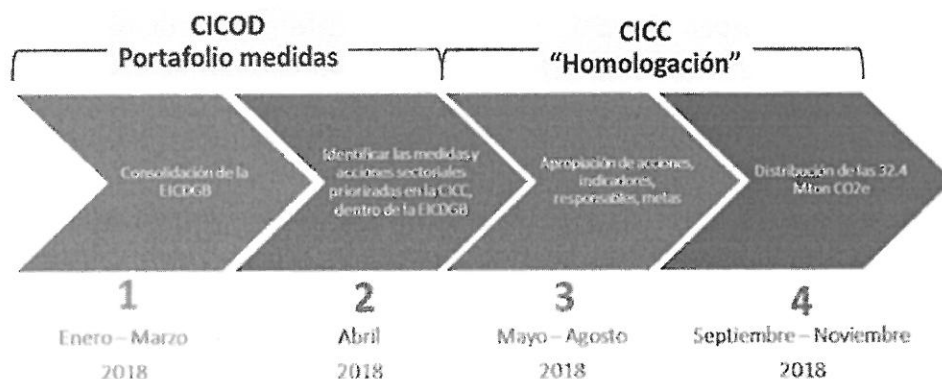 CICOD
Portafolio medidas
CICC
“Homologación”
Consolidación de la
EICDGB
Identificar las medidas y
acciones sectoriales
priorizadas en la CICC,
dentro de la EICDGB
Apropiación de acciones,
indicadores,
responsables, metas
Distribución de las 32.4
Mton CO2e
1
Enero – Marzo
2018
2
Abril
2018
3
Mayo – Agosto
2018
4
Septiembre – Noviembre
2018